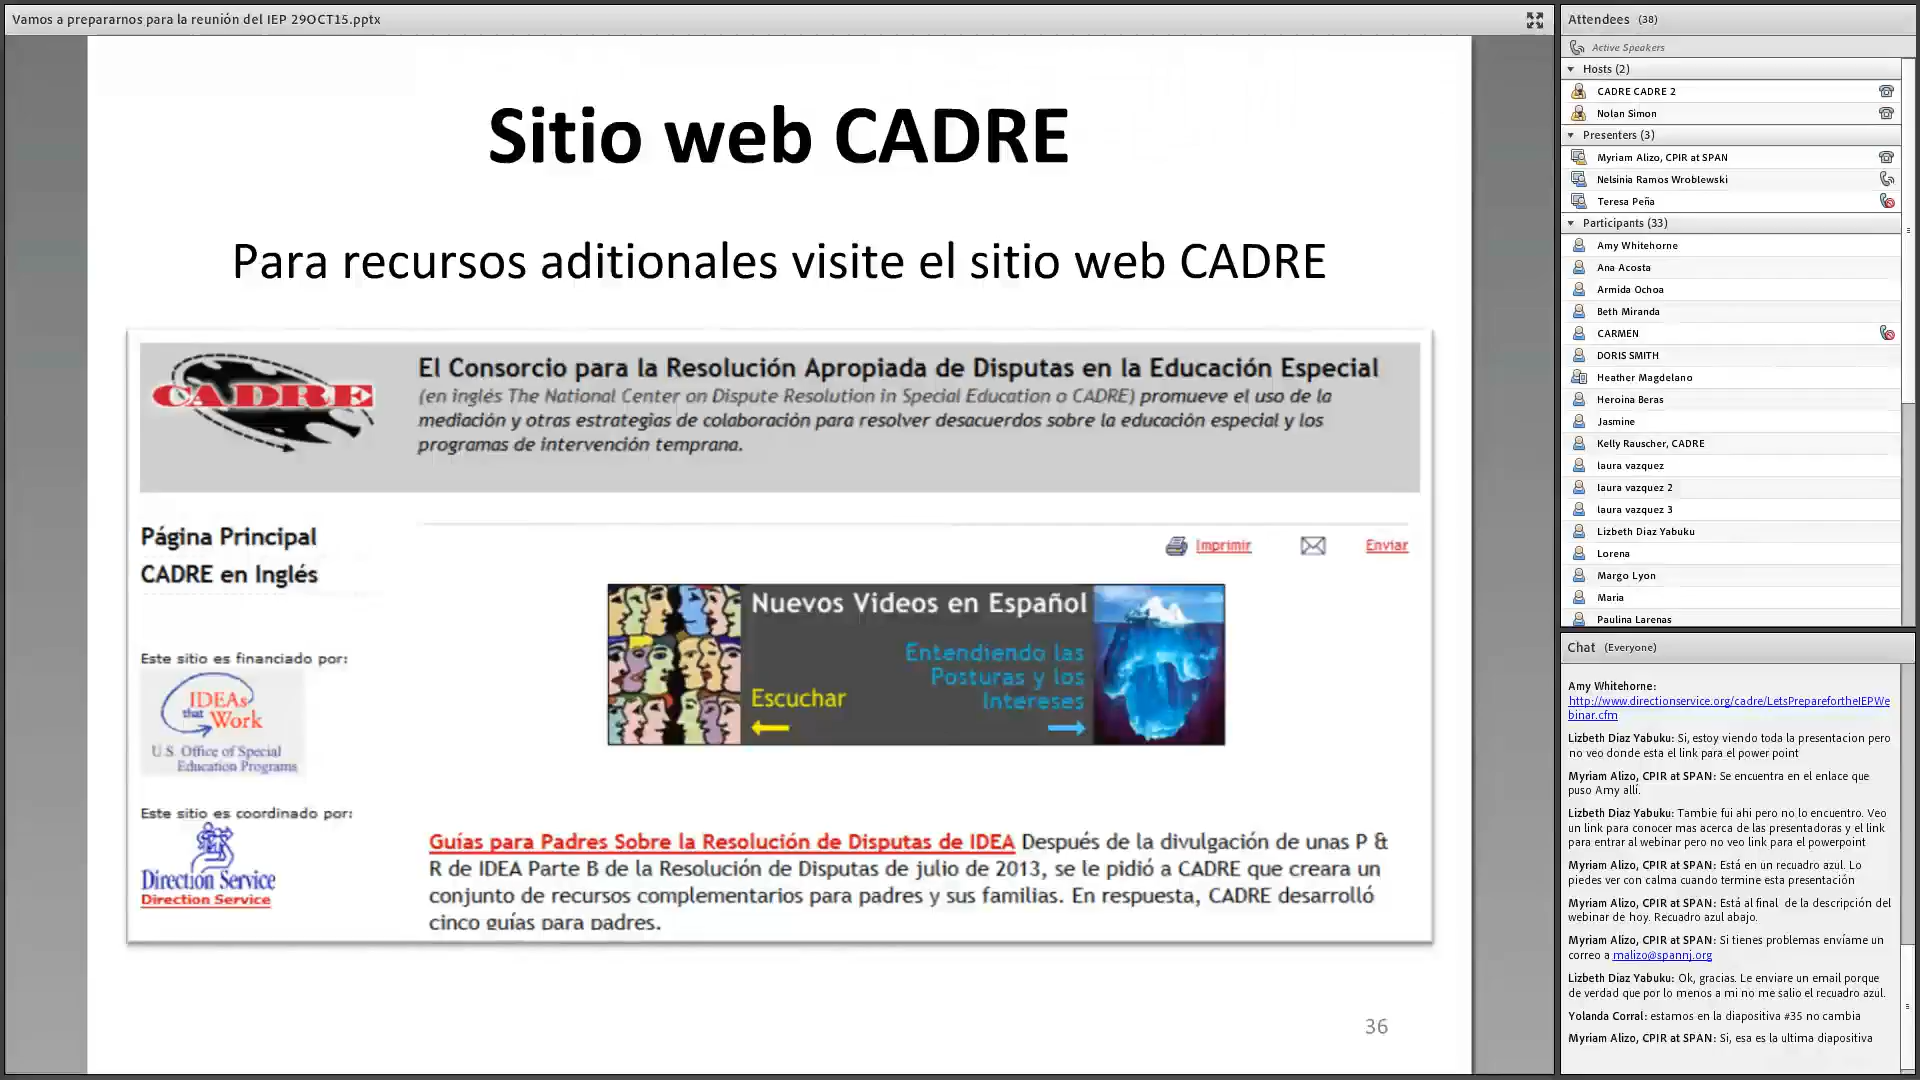 Vamos a prepararnos para la reunión del IEP 29OCT15.pptx
Sitio web CADRE
Para recursos aditionales visite el sitio web CADRE
CADRE
El Consorcio para la Resolución Apropiada de Disputas en la Educación Especial
(en inglés The National Center on Dispute Resolution in Special Education o CADRE) promueve el uso de la
mediación y otras estrategias de colaboración para resolver desacuerdos sobre la educación especial y los
programas de intervención temprana.
Página Principal
CADRE en Inglés
Imprimir
Enviar
Nuevos Videos en Español
Entendiendo las
Posturas y los
Intereses
Escuchar
Este sitio es financiado por:
IDEAs
that Work
U.S. Office of Special
Education Programs
Este sitio es coordinado por:
Direction Service
Direction Service
Guías para Padres Sobre la Resolución de Disputas de IDEA Después de la divulgación de unas P &
R de IDEA Parte B de la Resolución de Disputas de julio de 2013, se le pidió a CADRE que creara un
conjunto de recursos complementarios para padres y sus familias. En respuesta, CADRE desarrolló
cinco guías para padres.
36
Attendees (38)
Active Speakers
Hosts (2)
CADRE CADRE 2
Nolan Simon
Presenters (3)
Myriam Alizo, CPIR at SPAN
Nelsinia Ramos Wroblewski
Teresa Peña
Participants (33)
Amy Whitehorne
Ana Acosta
Armida Ochoa
Beth Miranda
CARMEN
DORIS SMITH
Heather Magdelano
Heroina Beras
Jasmine
Kelly Rauscher, CADRE
laura vazquez
laura vazquez 2
laura vazquez 3
Lizbeth Diaz Yabuku
Lorena
Margo Lyon
Maria
Paulina Larenas
Chat (Everyone)
Amy Whitehorne:
http://www.directionservice.org/cadre/LetsPreparefortheIEPWe
binar.cfm
Lizbeth Diaz Yabuku: Si, estoy viendo toda la presentacion pero
no veo donde esta el link para el power point
Myriam Alizo, CPIR at SPAN: Se encuentra en el enlace que
puso Amy allí.
Lizbeth Diaz Yabuku: Tambie fui ahi pero no lo encuentro. Veo
un link para conocer mas acerca de las presentadoras y el link
para entrar al webinar pero no veo link para el powerpoint
Myriam Alizo, CPIR at SPAN: Está en un recuadro azul. Lo
piedes ver con calma cuando termine esta presentación
Myriam Alizo, CPIR at SPAN: Está al final de la descripción del
webinar de hoy. Recuadro azul abajo.
Myriam Alizo, CPIR at SPAN: Si tienes problemas envíame un
correo a malizo@spannj.org
Lizbeth Diaz Yabuku: Ok, gracias. Le enviare un email porque
de verdad que por lo menos a mi no me salio el recuadro azul.
Yolanda Corral: estamos en la diapositiva #35 no cambia
Myriam Alizo, CPIR at SPAN: Si, esa es la ultima diapositiva